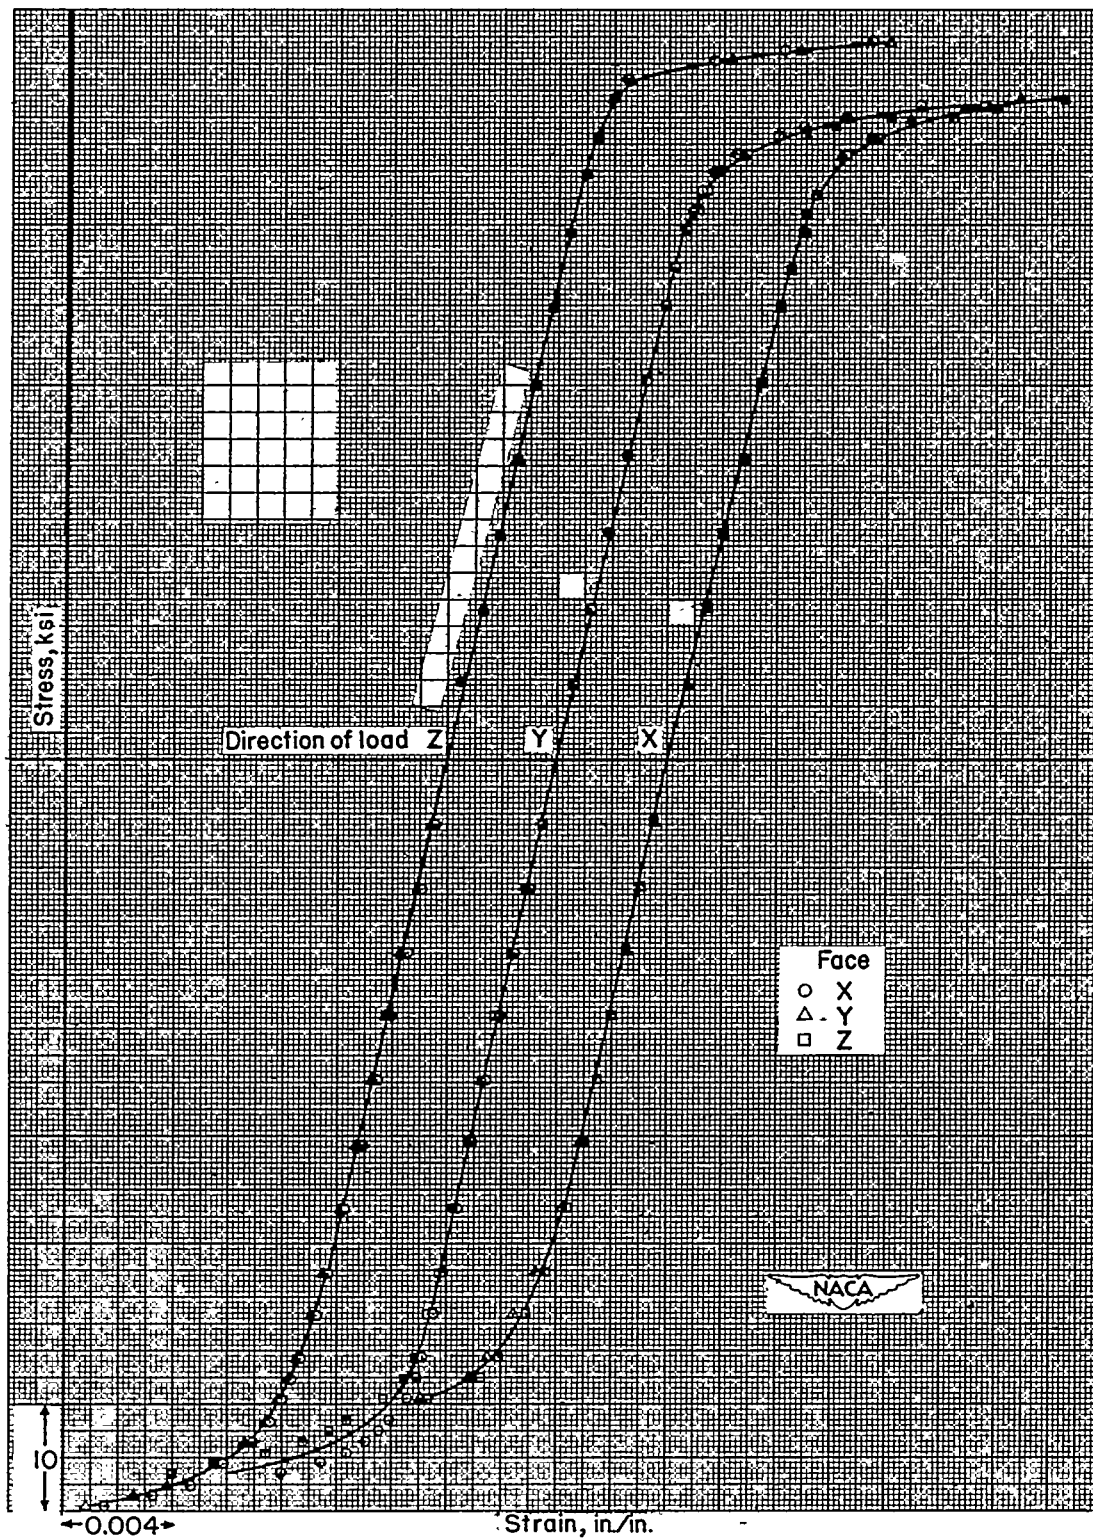 Stress, ksi
Direction of load Z
Y
X
Face
X
Y
Z
NACA
10
0.004
Strain, in./in.